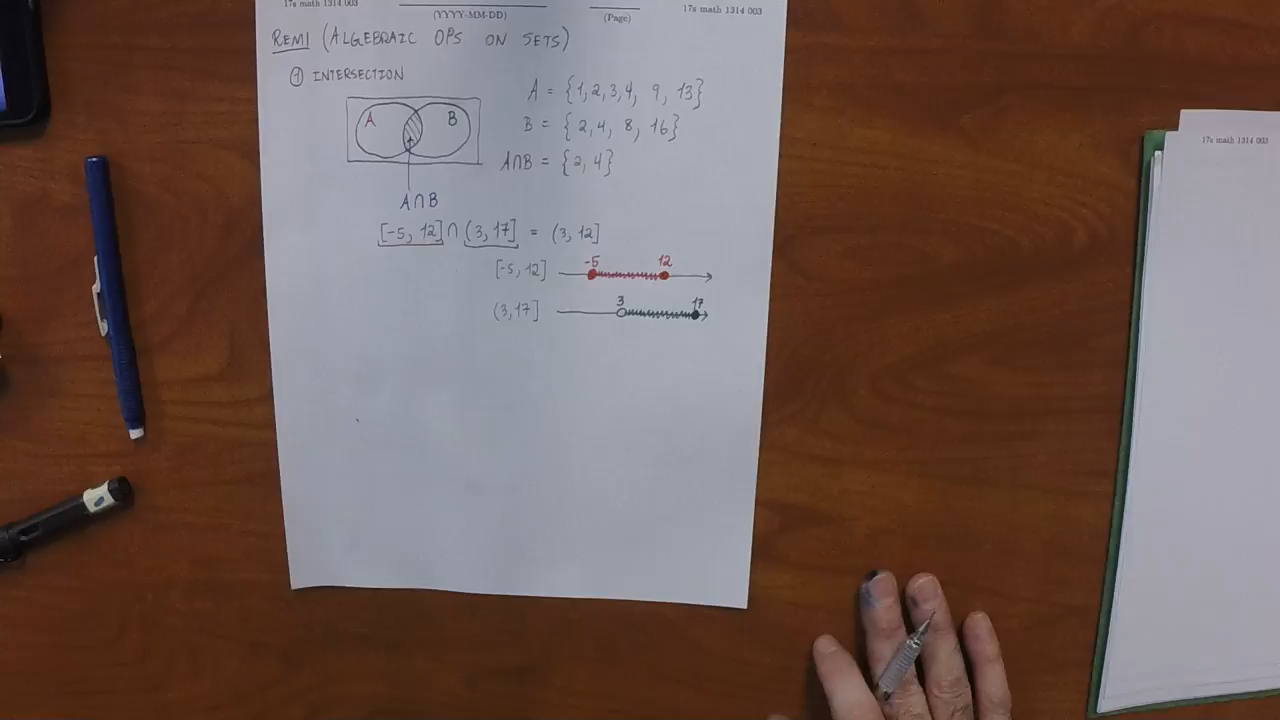 17s math 1314 003
(YYYY-MM-DD)
(Page)
17s math 1314 003
REM1 (ALGEBRAIC OPS ON SETS)
① INTERSECTION
A = {1,2,3,4, 9, 13}
A B
B = {2,4, 8, 16}
A∩B = {2,4}
A∩B
[-5, 12] ∩ (3,17] = (3, 12]
[-5, 12] -5 12
(3,17] 3 17
17s math 1314 003